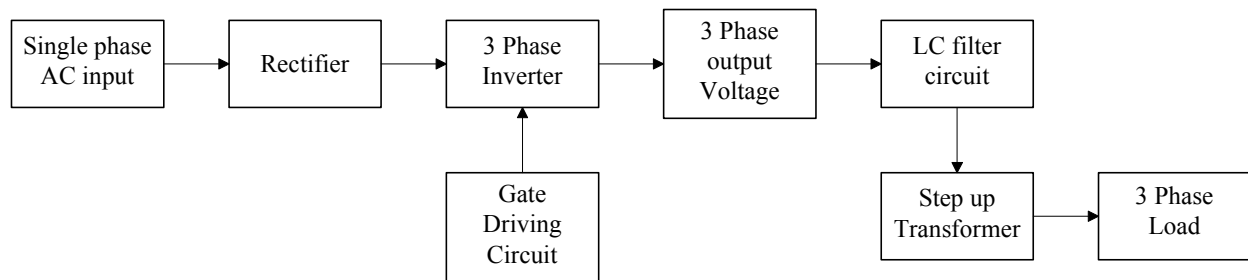 Single phase
AC input
Rectifier
3 Phase
Inverter
3 Phase
output
Voltage
LC filter
circuit
Gate
Driving
Circuit
Step up
Transformer
3 Phase
Load